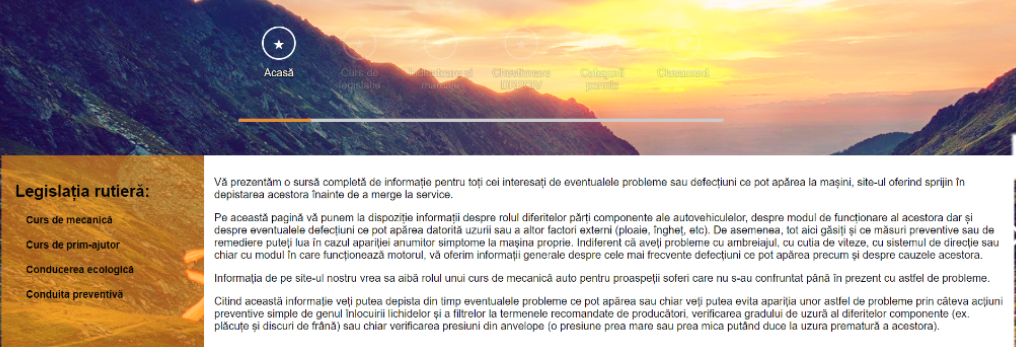 Acasă
Curs de
legislație
Chestionare
DRPCIV
Categorii
permis
Legislația rutieră:
Curs de mecanică
Curs de prim-ajutor
Conducerea ecologică
Conduita preventivă
Vă prezentăm o sursă completă de informație pentru toți cei interesați de eventualele probleme sau defecțiuni ce pot apărea la mașini, site-ul oferind sprijin în
depistarea acestora înainte de a merge la service.
Pe această pagină vă punem la dispoziție informații despre rolul diferitelor părți componente ale autovehiculelor, despre modul de funcționare al acestora dar și
despre eventualele defecțiuni ce pot apărea datorită uzurii sau a altor factori externi (ploaie, îngheț, etc). De asemenea, tot aici găsiți și ce măsuri preventive sau de
remediere puteți lua în cazul apariției anumitor simptome la mașina proprie. Indiferent că aveți probleme cu ambreiajul, cu cutia de viteze, cu sistemul de direcție sau
chiar cu modul în care funcționează motorul, vă oferim informații generale despre cele mai frecvente defecțiuni ce pot apărea precum și despre cauzele acestora.
Informația de pe site-ul nostru vrea sa aibă rolul unui curs de mecanică auto pentru proaspeții soferi care nu s-au confruntat până în prezent cu astfel de probleme.
Citind această informație veți putea depista din timp eventualele probleme ce pot apărea sau chiar veți putea evita apariția unor astfel de probleme prin câteva acțiuni
preventive simple de genul înlocuirii lichidelor și a filtrelor la termenele recomandate de producători, verificarea gradului de uzură al diferitelor componente (ex.
plăcuțe și discuri de frână) sau chiar verificarea presiuni din anvelope (o presiune prea mare sau prea mica putând duce la uzura prematură a acestora).